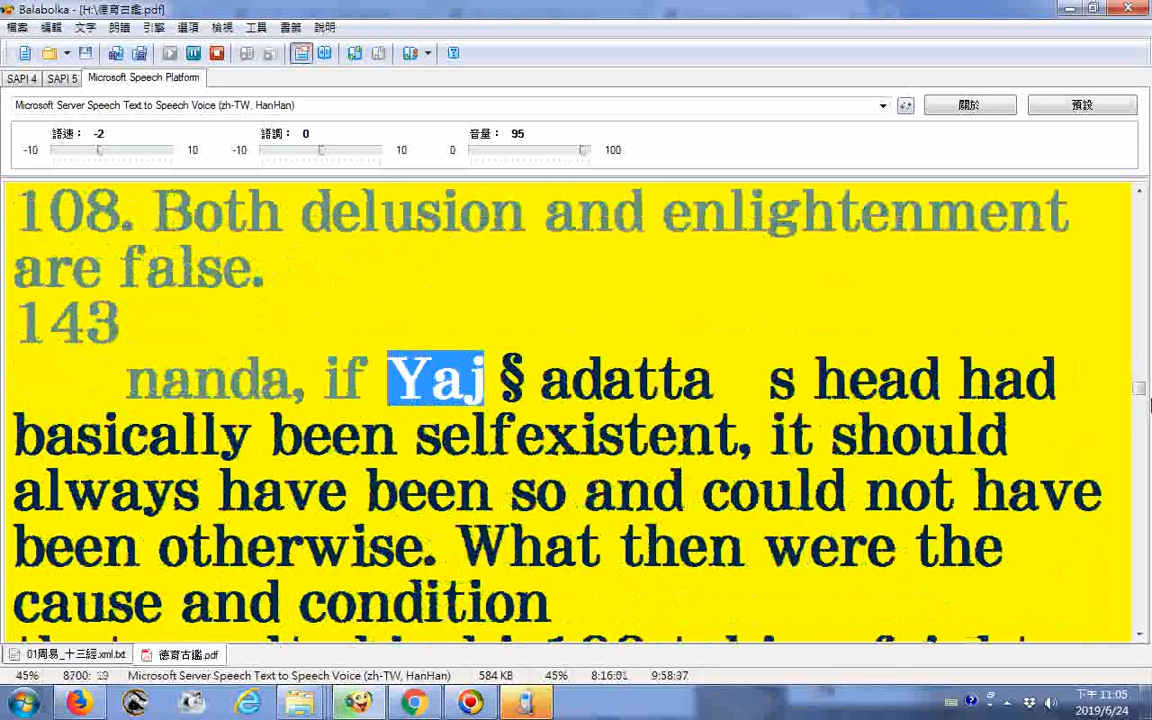 Balabolka - [H:\德育古鑑.pdf]
檔案 編輯 文字 朗讀 引擎 選項 檢視 工具 書籤 說明
SAPI 4 SAPI 5 Microsoft Speech Platform
Microsoft Server Speech Text to Speech Voice (zh-TW, HanHan)
關於 預設
語速： -2 語調： 0 音量： 95
-10 10 -10 10 0 100
108. Both delusion and enlightenment
are false.
143
nanda, if Yaj § adatta s head had
basically been selfexistent, it should
always have been so and could not have
been otherwise. What then were the
cause and condition
01周易_十三經.xml.txt 德育古鑑.pdf
45% 8700: 19 Microsoft Server Speech Text to Speech Voice (zh-TW, HanHan) 584 KB 45% 8:16:01 9:58:37
下午 11:05
2019/6/24